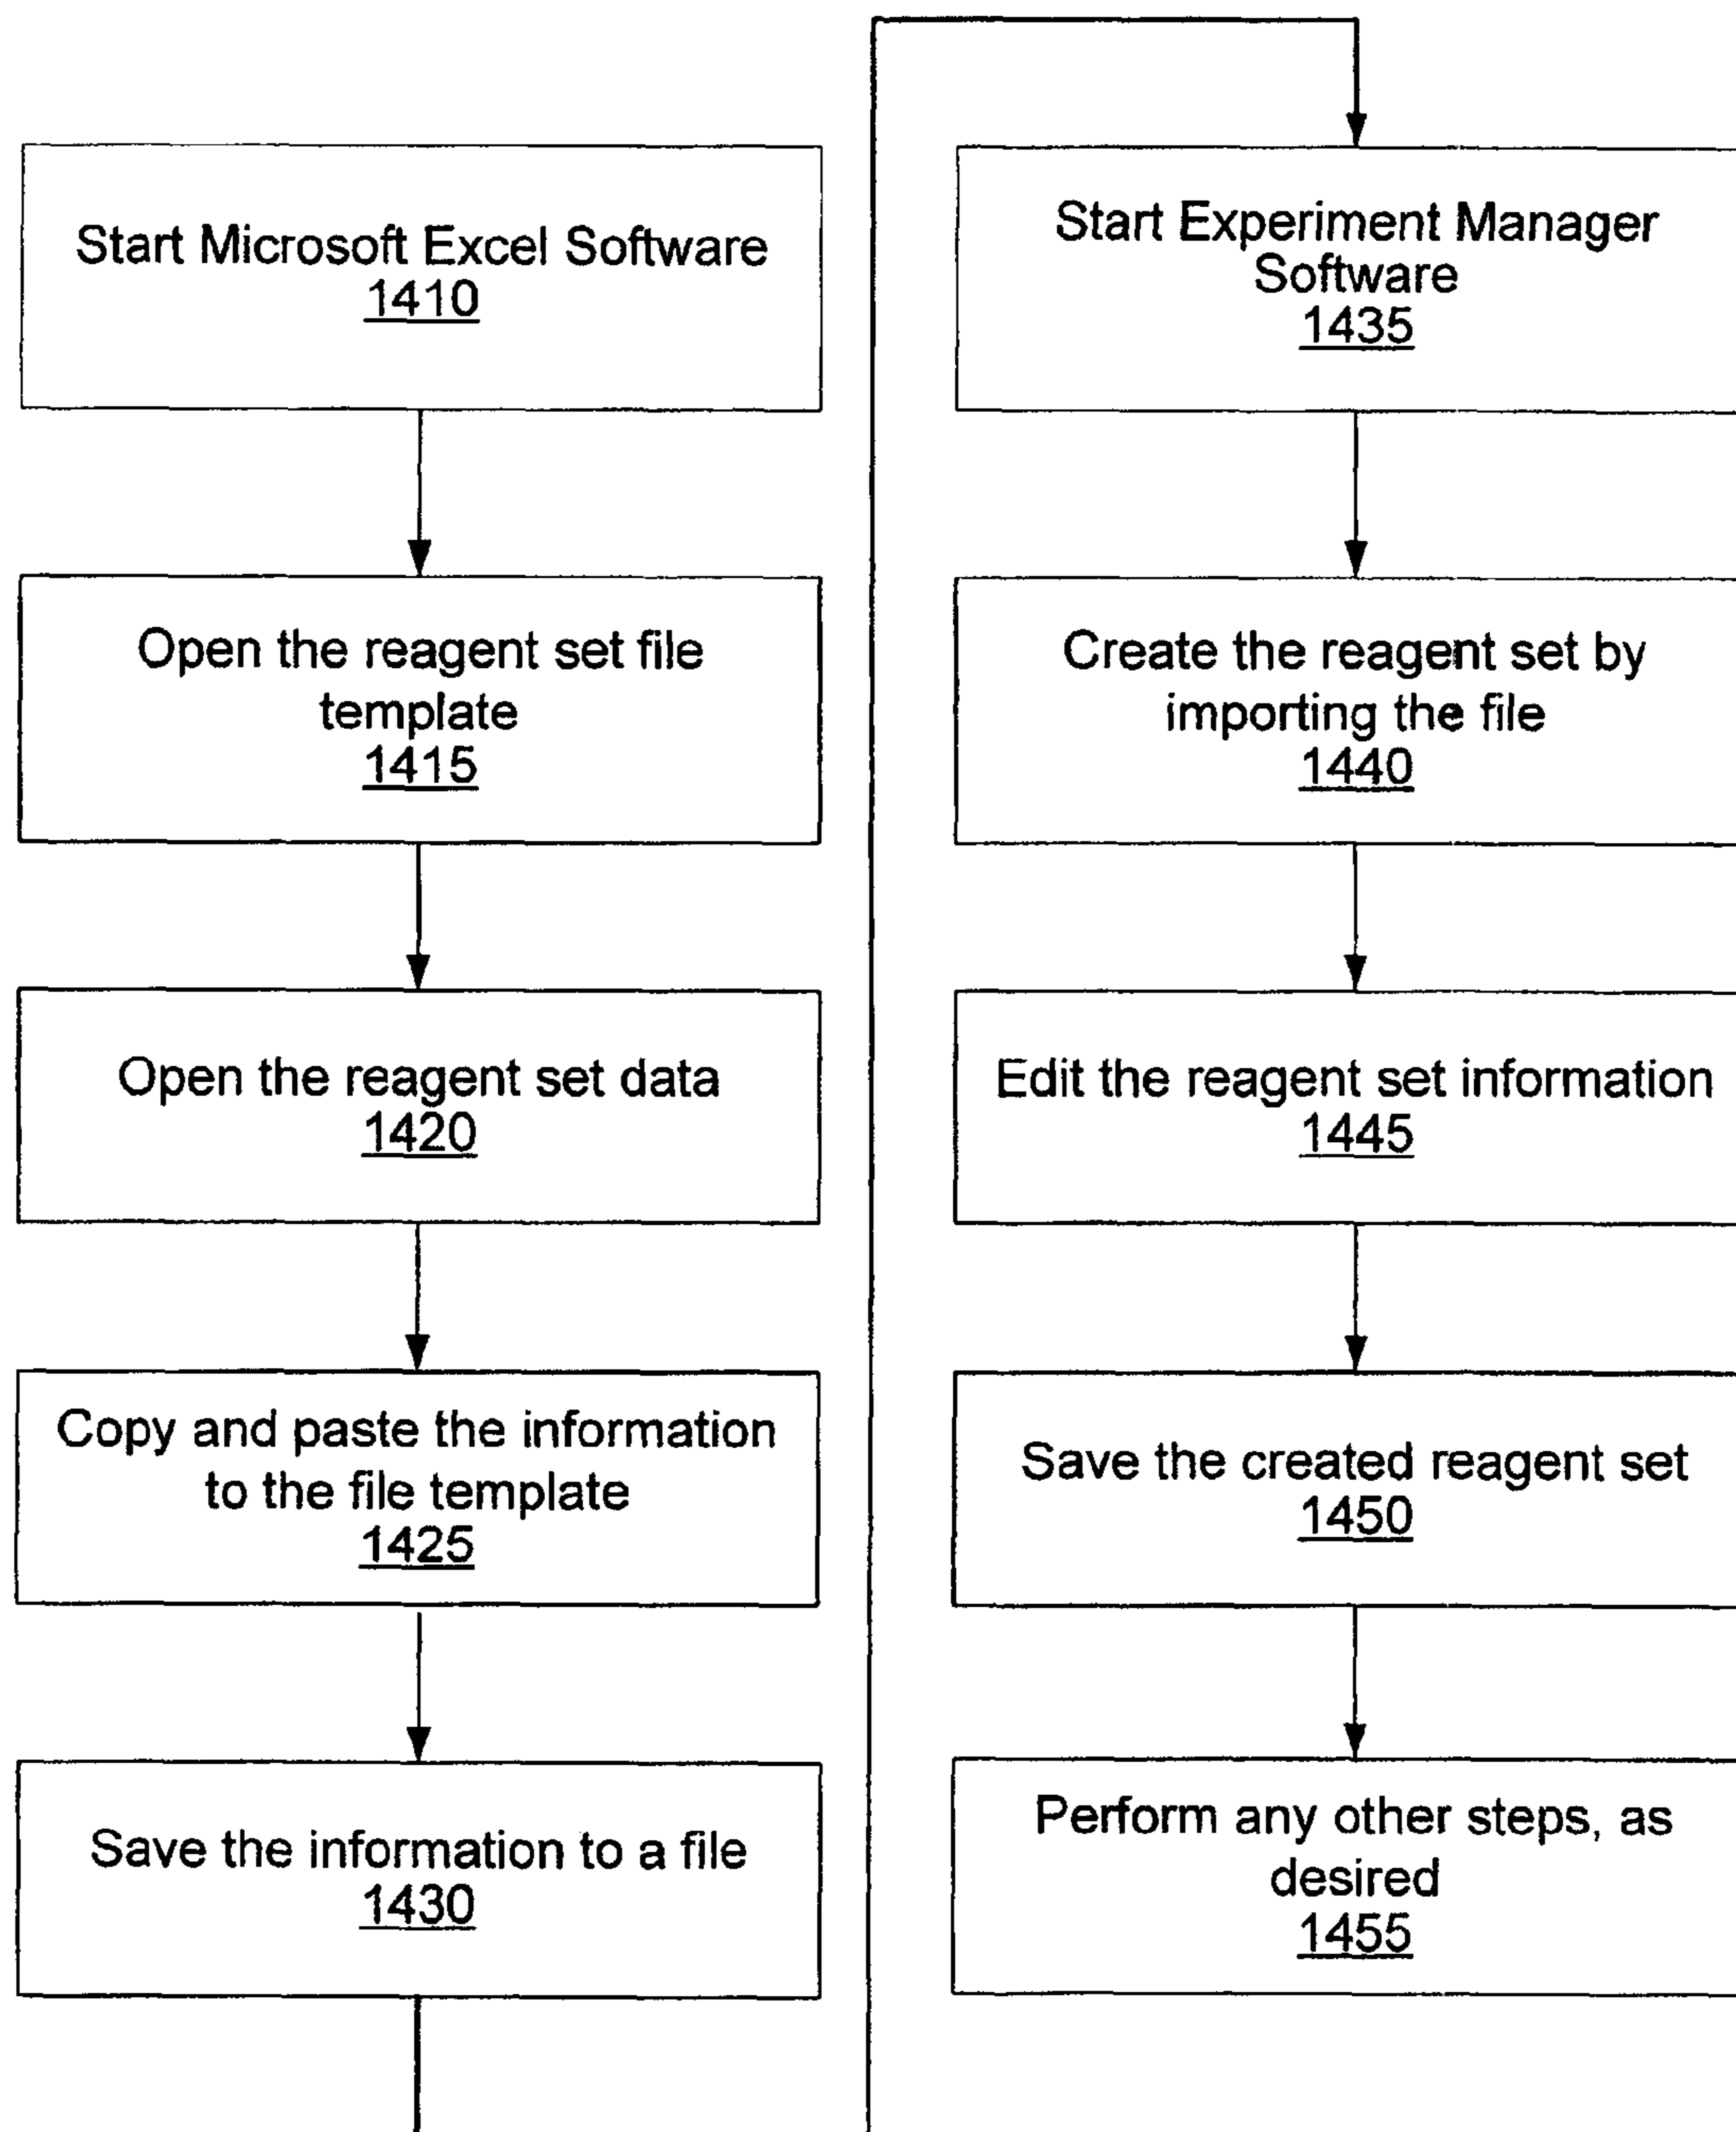 Start Microsoft Excel Software
1410
Open the reagent set file
template
1415
Open the reagent set data
1420
Copy and paste the information
to the file template
1425
Save the information to a file
1430
Start Experiment Manager
Software
1435
Create the reagent set by
importing the file
1440
Edit the reagent set information
1445
Save the created reagent set
1450
Perform any other steps, as
desired
1455